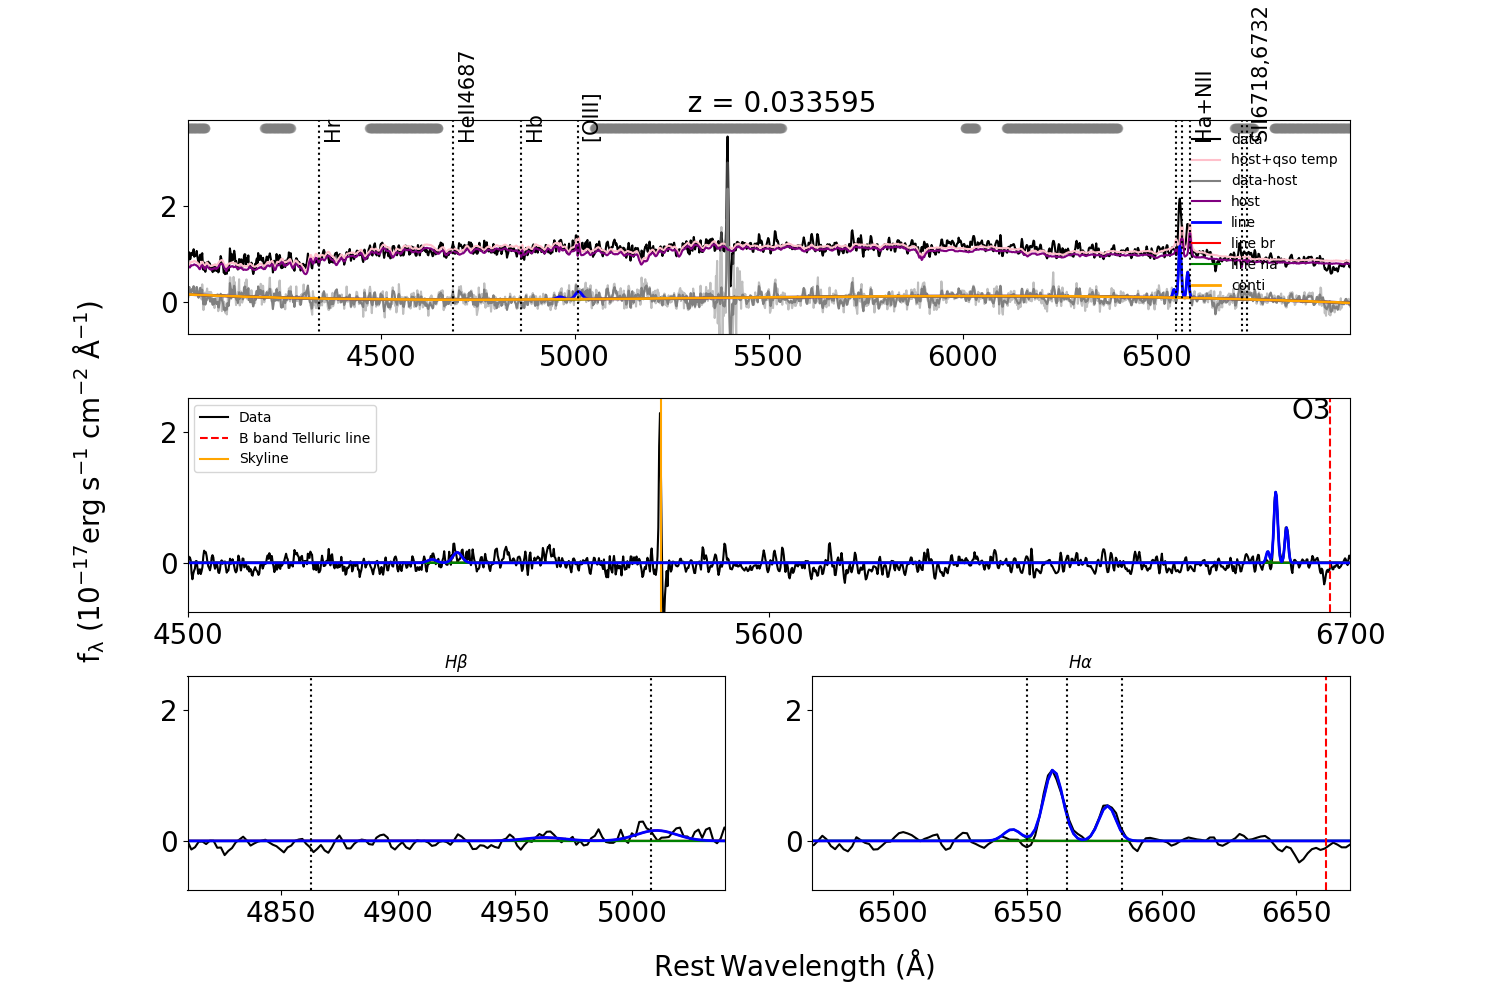 z = 0.033595
Hr
HeII4687
Hb
[OIII]
Ha+NII
SII6718,6732
data
host+qso temp
data-host
host
line
line br
line na
conti
2
0
4500
5000
5500
6000
6500
f_λ (10^{-17}erg s^{-1} cm^{-2} Å^{-1})
Data
B band Telluric line
Skyline
O3
2
0
4500
5600
6700
Hβ
2
0
4850
4900
4950
5000
Hα
2
0
6500
6550
6600
6650
Rest Wavelength (Å)